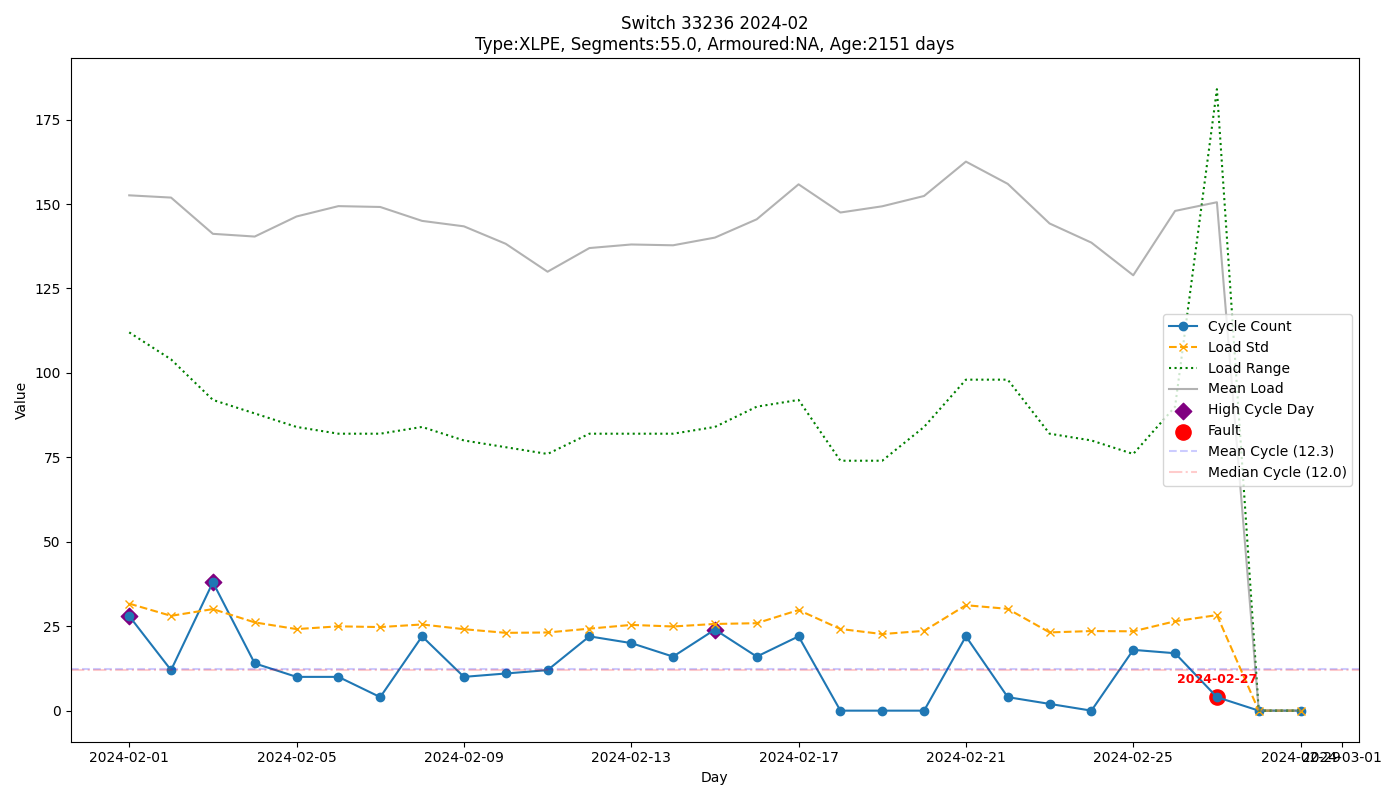 Switch 33236 2024-02
Type:XLPE, Segments:55.0, Armoured:NA, Age:2151 days
Value
175
150
125
100
75
50
25
0
Cycle Count
Load Std
Load Range
Mean Load
High Cycle Day
Fault
Mean Cycle (12.3)
Median Cycle (12.0)
2024-02-27
2024-02-01 2024-02-05 2024-02-09 2024-02-13 2024-02-17 2024-02-21 2024-02-25 2024-02-29 2024-03-01
Day